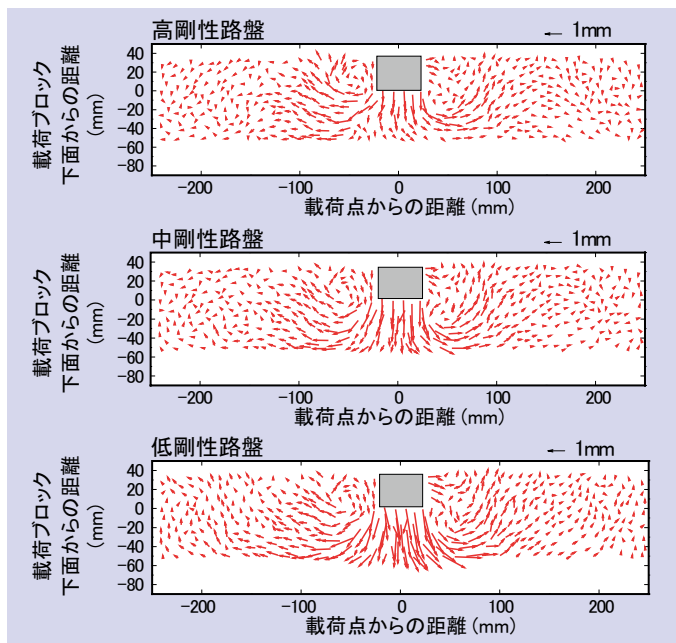 高剛性路盤
1mm
載荷ブロック
下面からの距離
(mm)
40
20
0
−20
−40
−60
−80
−200
−100
0
100
200
載荷点からの距離 (mm)
中剛性路盤
1mm
載荷ブロック
下面からの距離
(mm)
40
20
0
−20
−40
−60
−80
−200
−100
0
100
200
載荷点からの距離 (mm)
低剛性路盤
1mm
載荷ブロック
下面からの距離
(mm)
40
20
0
−20
−40
−60
−80
−200
−100
0
100
200
載荷点からの距離 (mm)